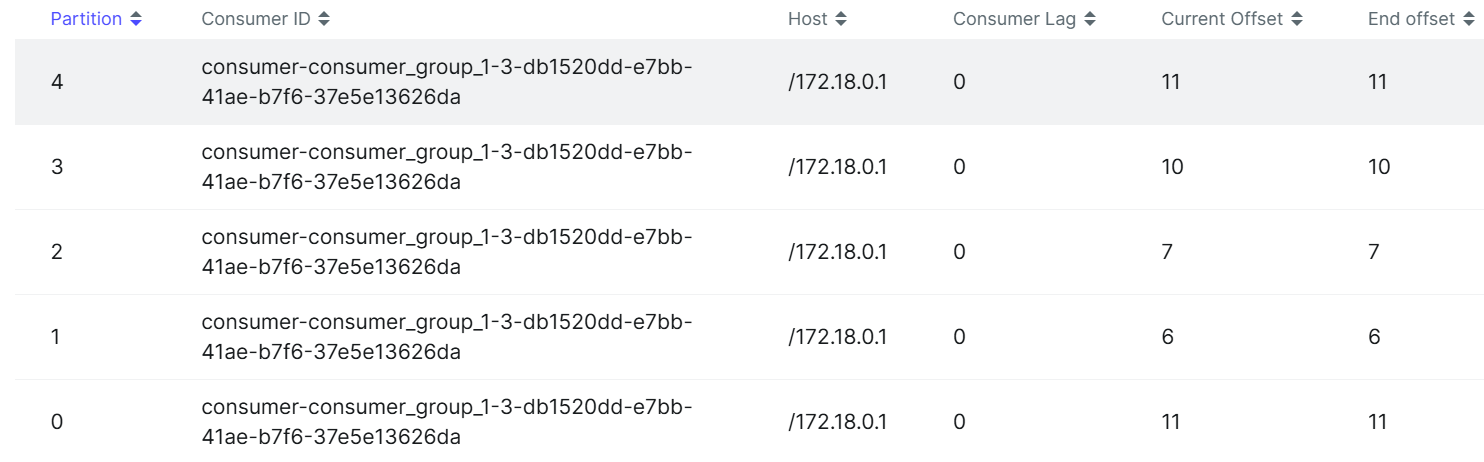 Partition Consumer ID Host Consumer Lag Current Offset End offset
4 consumer-consumer_group_1-3-db1520dd-e7bb- /172.18.0.1 0 11 11
41ae-b7f6-37e5e13626da
3 consumer-consumer_group_1-3-db1520dd-e7bb- /172.18.0.1 0 10 10
41ae-b7f6-37e5e13626da
2 consumer-consumer_group_1-3-db1520dd-e7bb- /172.18.0.1 0 7 7
41ae-b7f6-37e5e13626da
1 consumer-consumer_group_1-3-db1520dd-e7bb- /172.18.0.1 0 6 6
41ae-b7f6-37e5e13626da
0 consumer-consumer_group_1-3-db1520dd-e7bb- /172.18.0.1 0 11 11
41ae-b7f6-37e5e13626da